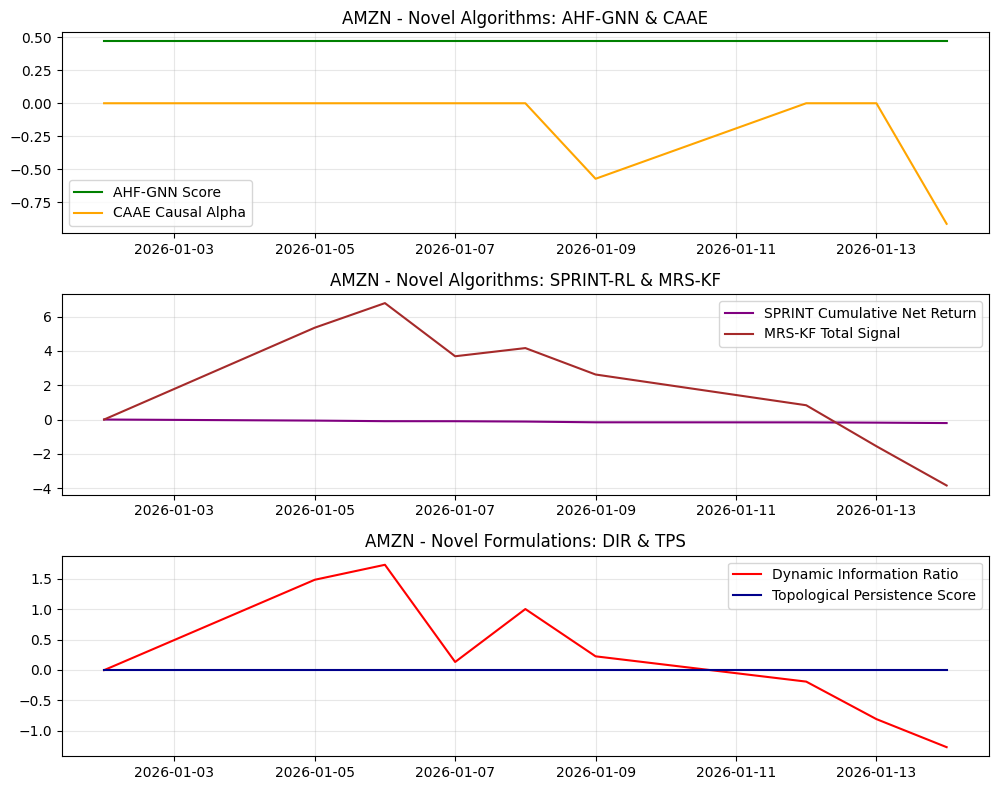 AMZN - Novel Algorithms: AHF-GNN & CAAE
0.50
0.25
0.00
−0.25
−0.50
−0.75
AHF-GNN Score
CAAE Causal Alpha
2026-01-03 2026-01-05 2026-01-07 2026-01-09 2026-01-11 2026-01-13
AMZN - Novel Algorithms: SPRINT-RL & MRS-KF
6
4
2
0
−2
−4
SPRINT Cumulative Net Return
MRS-KF Total Signal
2026-01-03 2026-01-05 2026-01-07 2026-01-09 2026-01-11 2026-01-13
AMZN - Novel Formulations: DIR & TPS
1.5
1.0
0.5
0.0
−0.5
−1.0
Dynamic Information Ratio
Topological Persistence Score
2026-01-03 2026-01-05 2026-01-07 2026-01-09 2026-01-11 2026-01-13